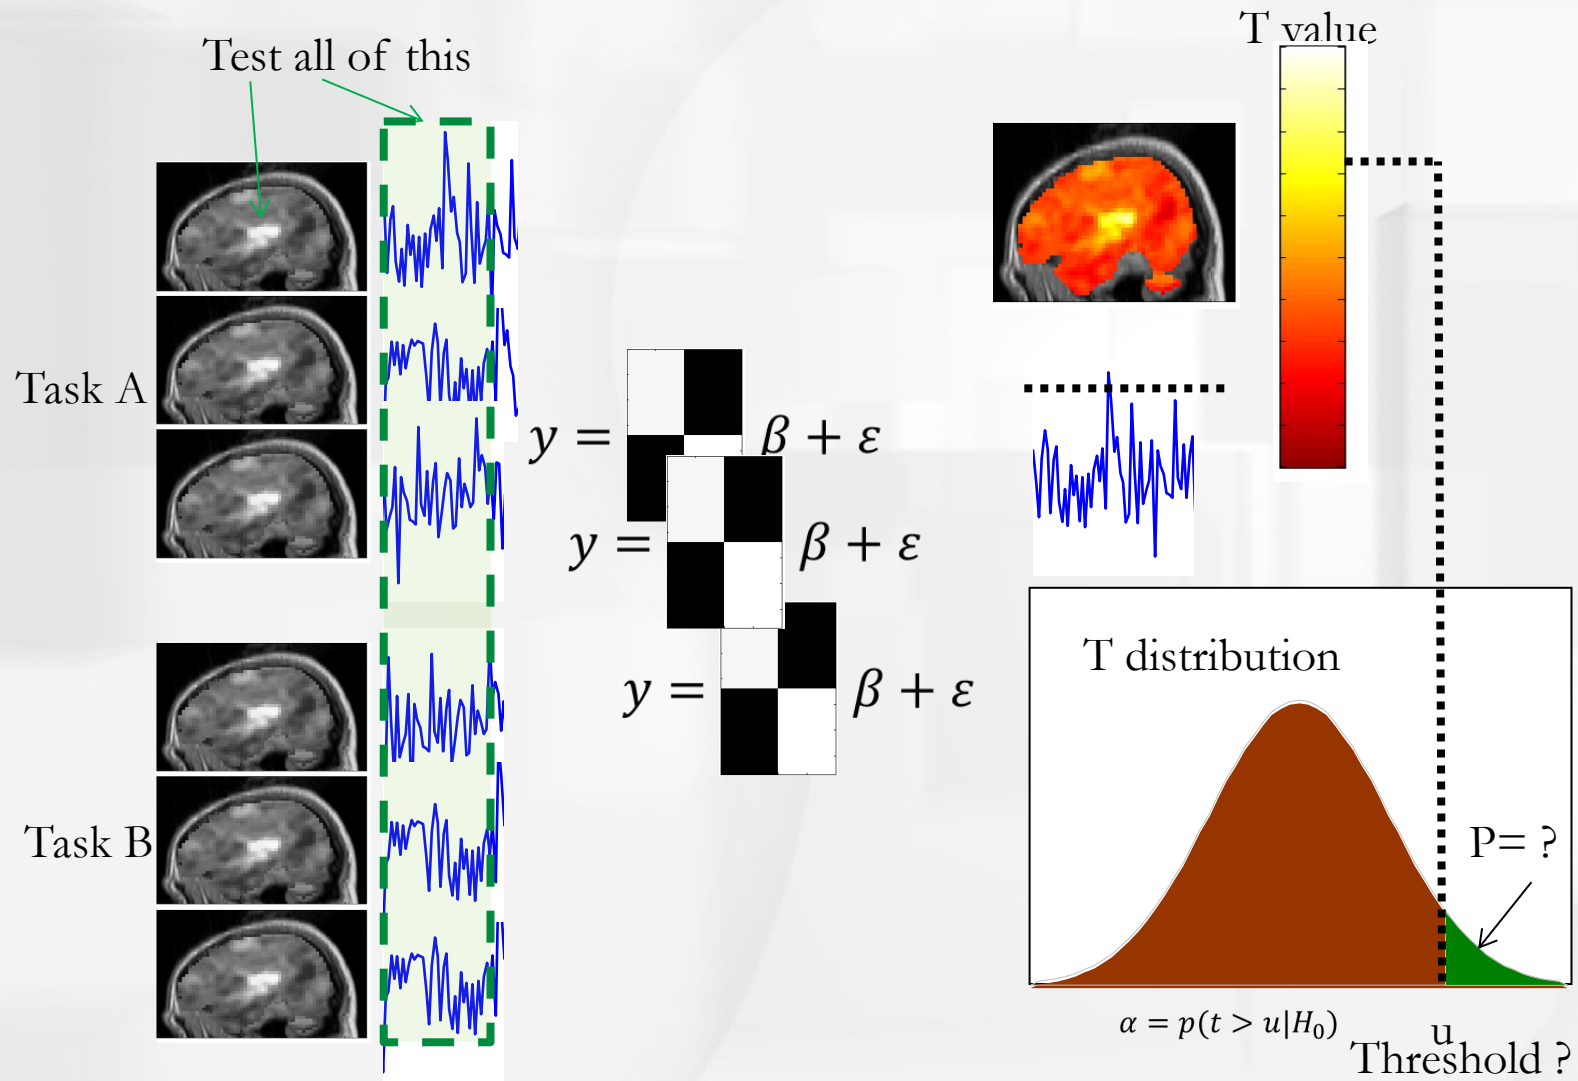 Test all of this
T value
Task A
y = β + ε
y = β + ε
y = β + ε
T distribution
Task B
P= ?
α = p(t > u|H₀)
u
Threshold ?